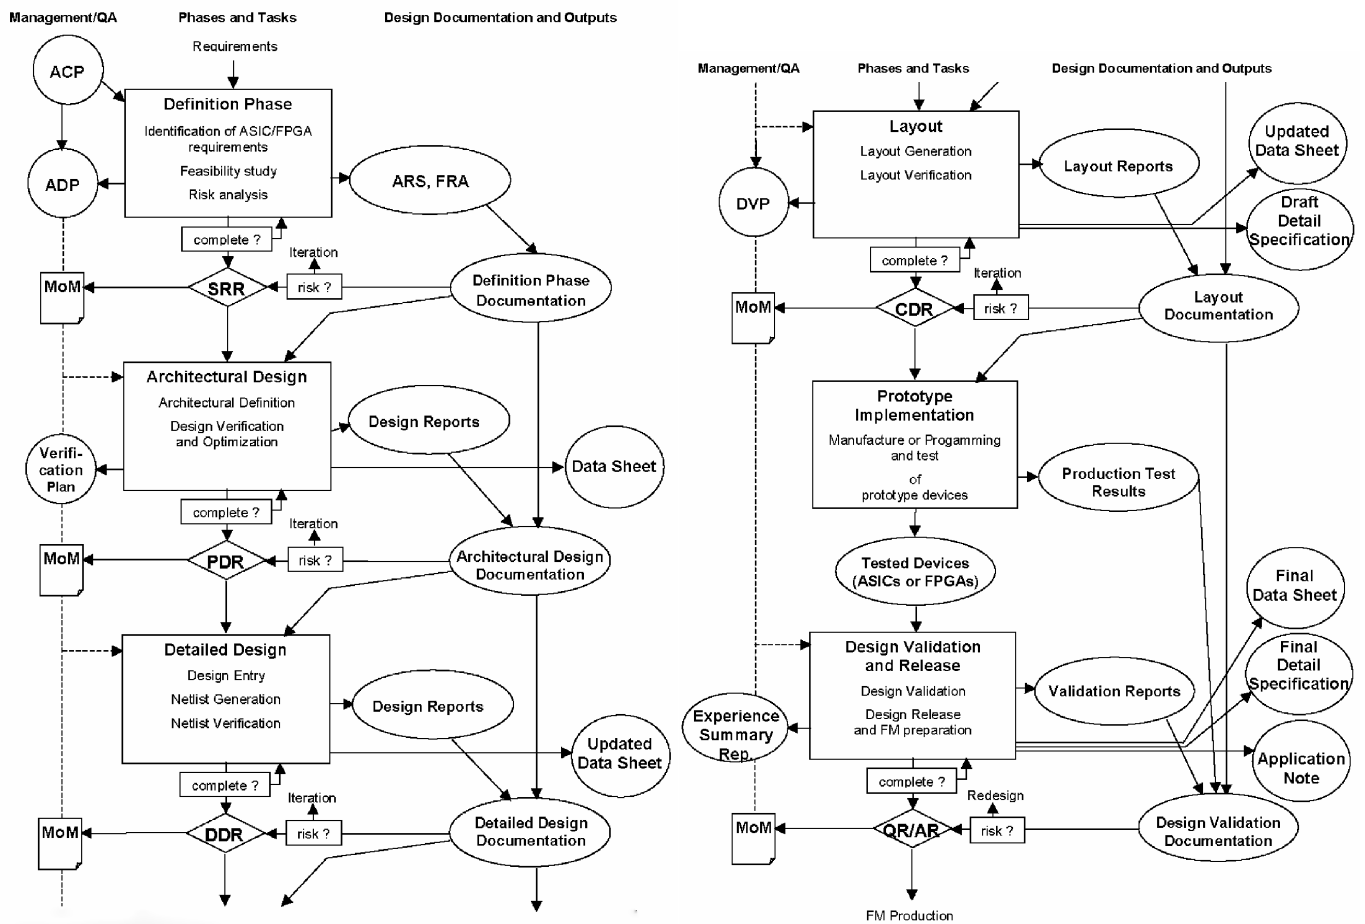 Management/QA
Phases and Tasks
Design Documentation and Outputs
Requirements
ACP
Definition Phase
Identification of ASIC/FPGA
requirements
Feasibility study
Risk analysis
ADP
ARS, FRA
complete ?
Iteration
MoM
SRR
risk ?
Definition Phase
Documentation
Architectural Design
Architectural Definition
Design Verification
and Optimization
Design Reports
Verifi-
cation
Plan
Data Sheet
complete ?
Iteration
MoM
PDR
risk ?
Architectural Design
Documentation
Detailed Design
Design Entry
Netlist Generation
Netlist Verification
Design Reports
Updated
Data Sheet
complete ?
Iteration
MoM
DDR
risk ?
Detailed Design
Documentation
Management/QA
Phases and Tasks
Design Documentation and Outputs
Layout
Layout Generation
Layout Verification
Layout Reports
Updated
Data Sheet
DVP
Draft
Detail
Specification
complete ?
Iteration
MoM
CDR
risk ?
Layout
Documentation
Prototype
Implementation
Manufacture or Progamming
and test
of
prototype devices
Production Test
Results
Tested Devices
(ASICs or FPGAs)
Final
Data Sheet
Design Validation
and Release
Design Validation
Design Release
and FM preparation
Validation Reports
Final
Detail
Specification
Experience
Summary
Rep.
Application
Note
complete ?
Redesign
MoM
QR/AR
risk ?
Design Validation
Documentation
FM Production